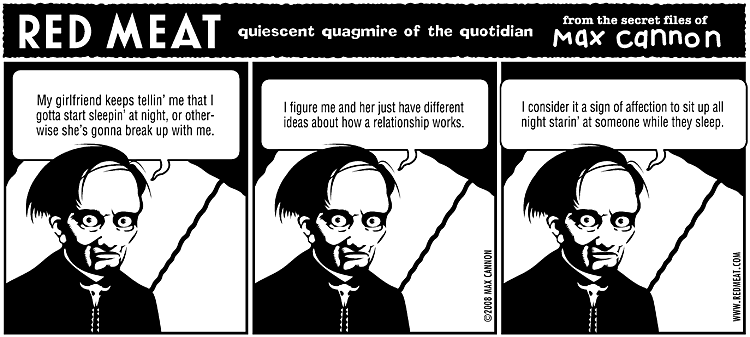 RED MEAT
quiescent quagmire of the quotidian
from the secret files of
Max cannon
My girlfriend keeps tellin' me that I
gotta start sleepin' at night, or other-
wise she's gonna break up with me.
I figure me and her just have different
ideas about how a relationship works.
©2008 MAX CANNON
I consider it a sign of affection to sit up all
night starin' at someone while they sleep.
WWW.REDMEAT.COM